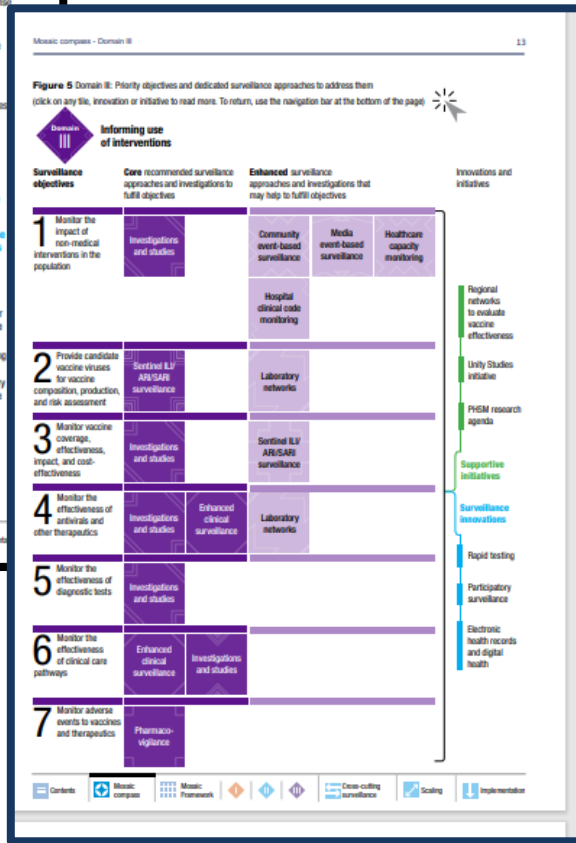 Mosaic compass - Domain III
13
Figure 5 Domain III: Priority objectives and dedicated surveillance approaches to address them
(click on any tile, innovation or initiative to read more. To return, use the navigation bar at the bottom of the page)
Domain
III
Informing use
of interventions
Surveillance
objectives
Core recommended surveillance
approaches and investigations to
fulfill objectives
Enhanced surveillance
approaches and investigations that
may help to fulfill objectives
Innovations and
initiatives
1
Monitor the
impact of
non-medical
interventions in the
population
Investigations
and studies
Community
event-based
surveillance
Media
event-based
surveillance
Healthcare
capacity
monitoring
Hospital
clinical code
monitoring
2
Provide candidate
vaccine viruses
for vaccine
composition, production,
and risk assessment
Sentinel ILI/
ARI/SARI
surveillance
Laboratory
networks
3
Monitor vaccine
coverage,
effectiveness,
impact, and cost-
effectiveness
Investigations
and studies
Sentinel ILI/
ARI/SARI
surveillance
4
Monitor the
effectiveness of
antivirals and
other therapeutics
Investigations
and studies
Enhanced
clinical
surveillance
Laboratory
networks
5
Monitor the
effectiveness of
diagnostic tests
Investigations
and studies
6
Monitor the
effectiveness
of clinical care
pathways
Enhanced
clinical
surveillance
Investigations
and studies
7
Monitor adverse
events to vaccines
and therapeutics
Pharmaco-
vigilance
Regional
networks
to evaluate
vaccine
effectiveness
Unity Studies
initiative
PHSM research
agenda
Supportive
initiatives
Surveillance
innovations
Rapid testing
Participatory
surveillance
Electronic
health records
and digital
health
Contents
Mosaic
compass
Mosaic
Framework
I
II
III
Cross-cutting
surveillance
Scaling
Implementation